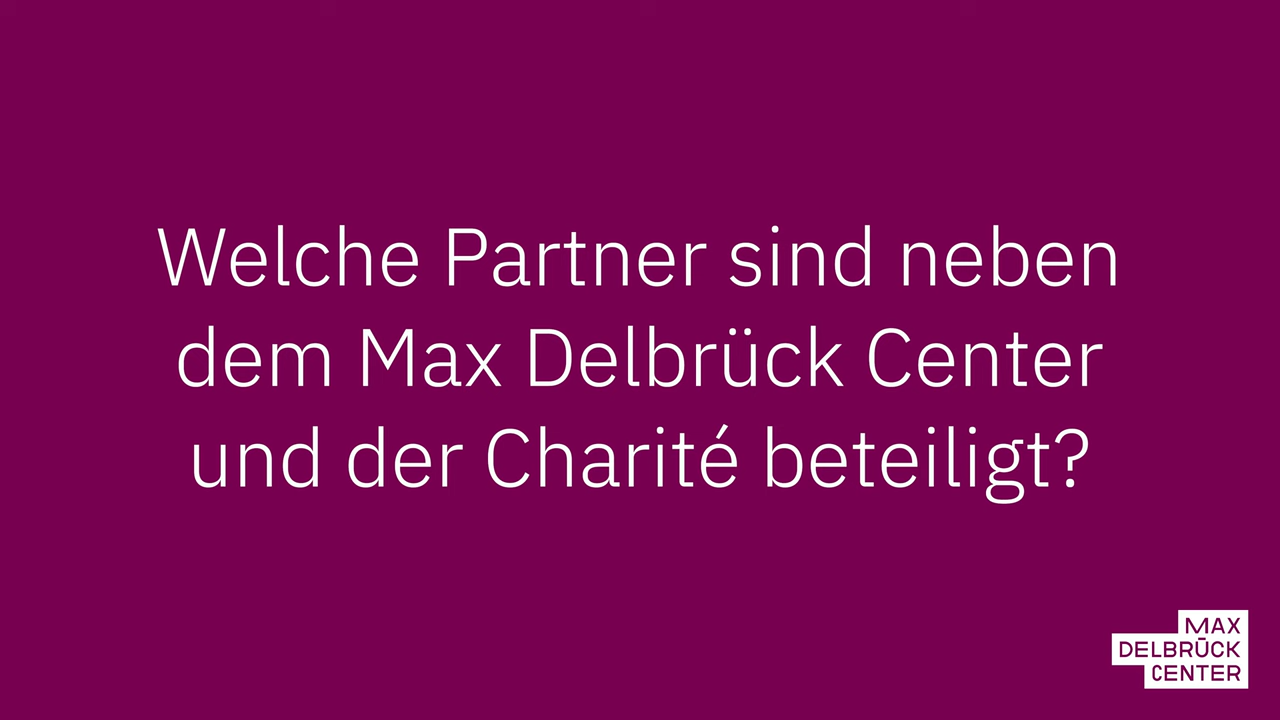 Welche Partner sind neben
dem Max Delbrück Center
und der Charité beteiligt?
MAX
DELBRÜCK
CENTER